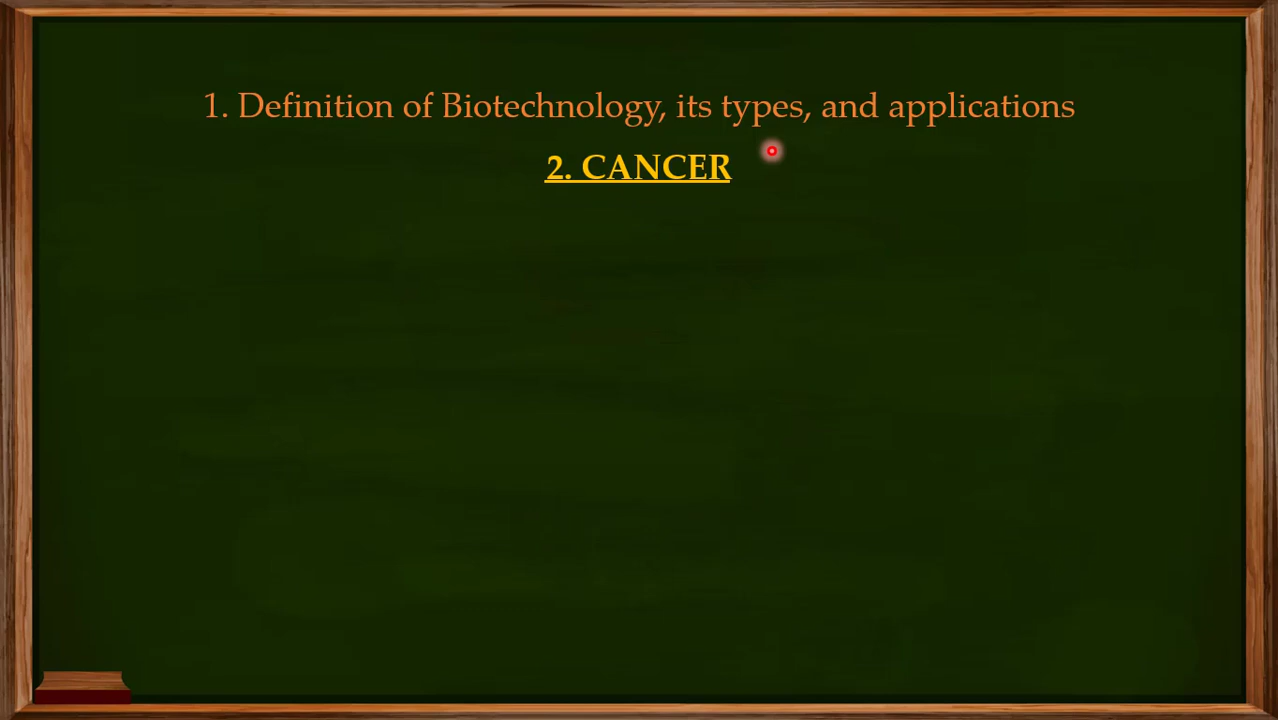 1. Definition of Biotechnology, its types, and applications
2. CANCER